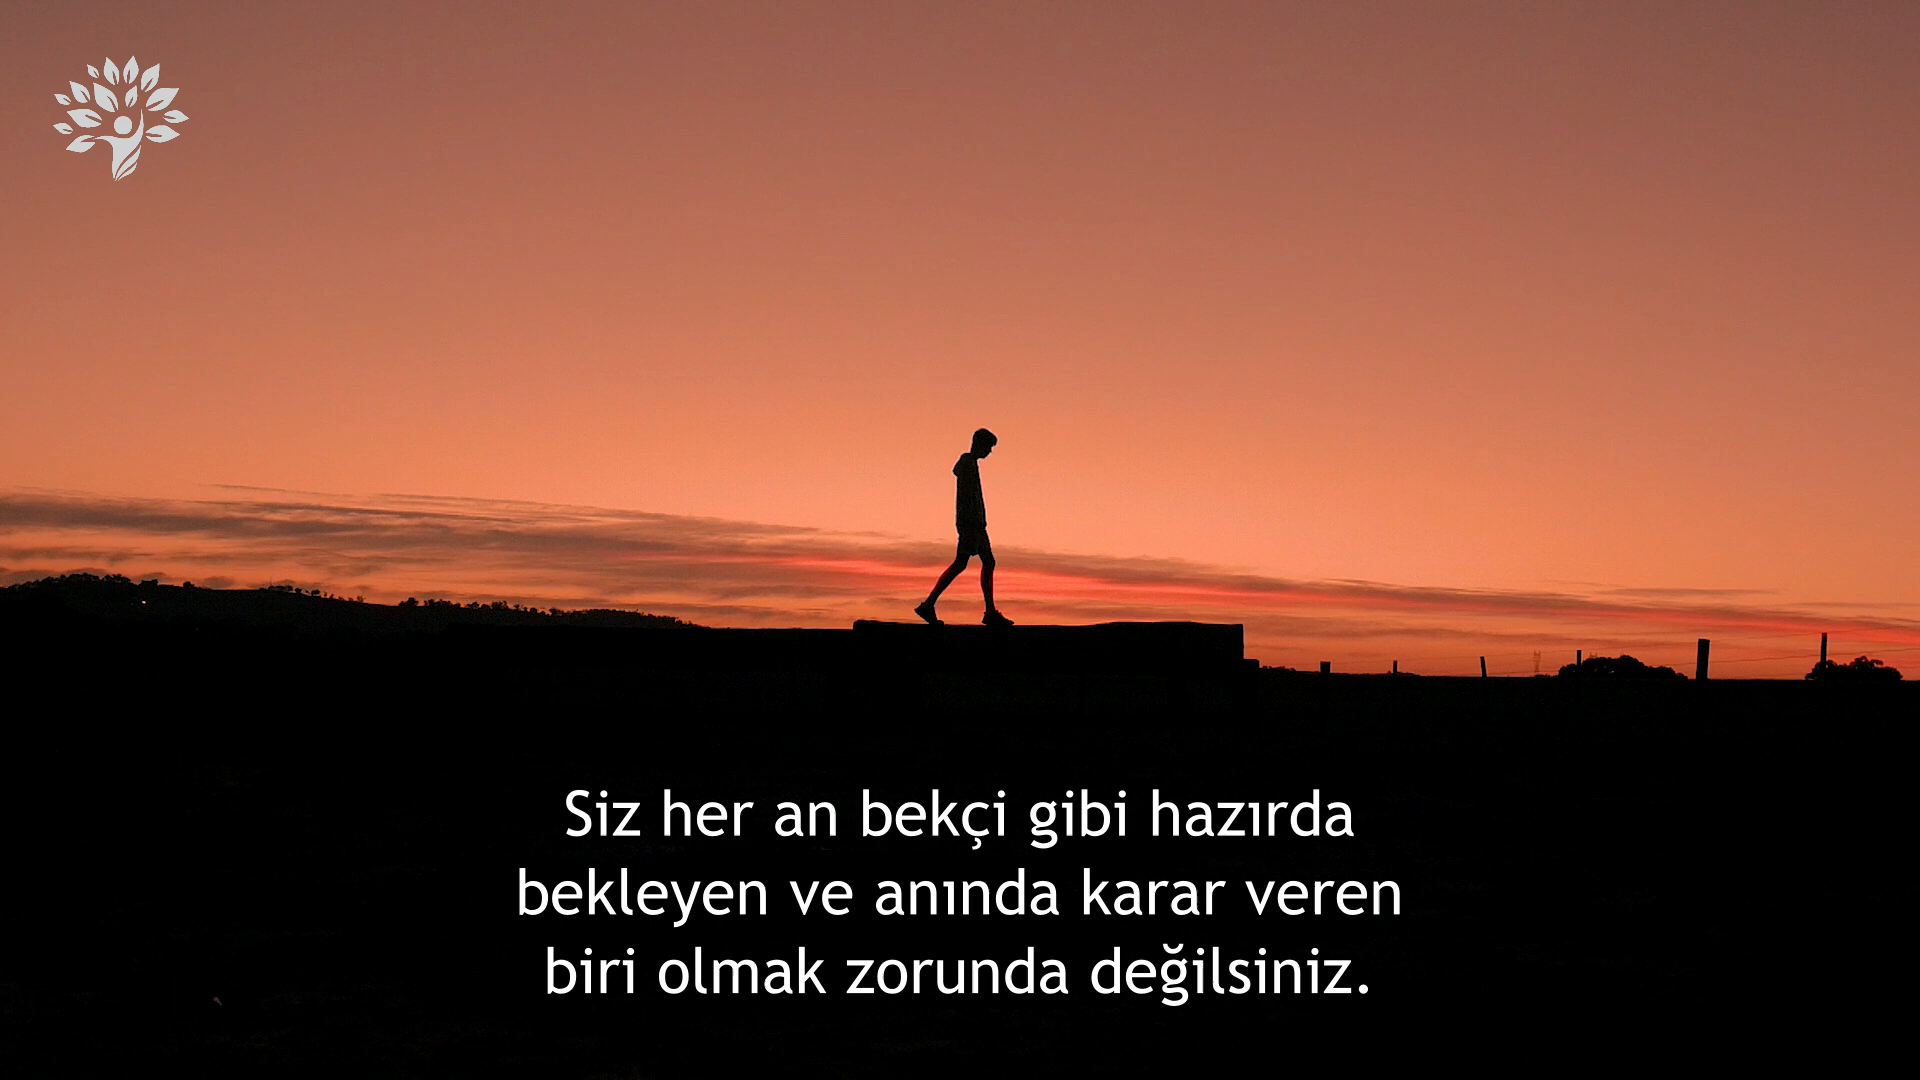 Siz her an bekçi gibi hazırda
bekleyen ve anında karar veren
biri olmak zorunda değilsiniz.